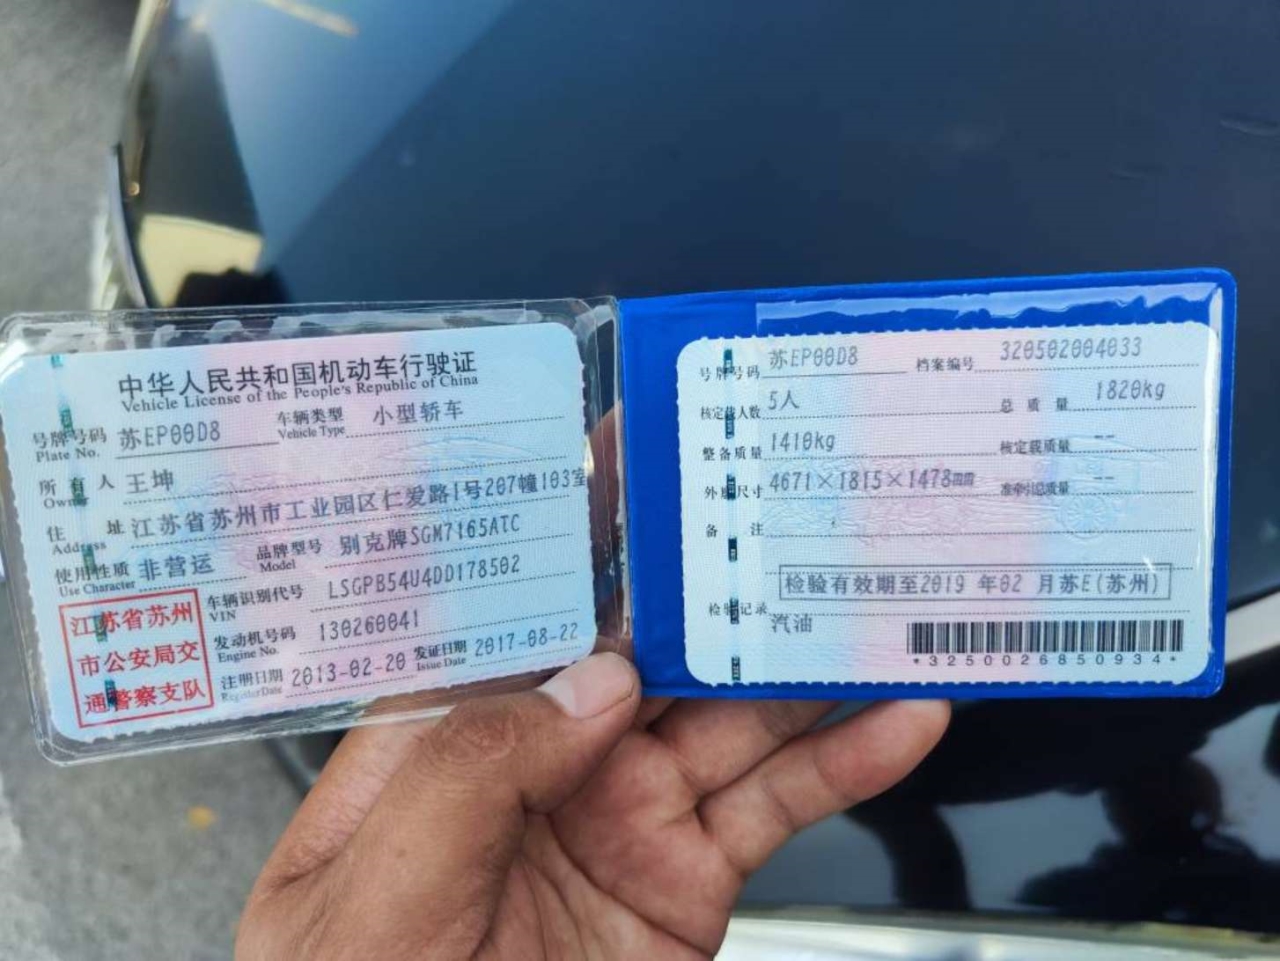 中华人民共和国机动车行驶证
Vehicle License of the People's Republic of China
号牌号码 Plate No. 苏EP00D8 车辆类型 Vehicle Type 小型轿车
所有人 Owner 王坤
住址 Address 江苏省苏州市工业园区仁爱路1号207幢103室
使用性质 Use Character 非营运 品牌型号 Model 别克牌SGM7165ATC
江苏省苏州
市公安局交
通警察支队
车辆识别代号 VIN LSGPB54U4DD178502
发动机号码 Engine No. 130260041
注册日期 Register Date 2013-02-20 发证日期 Issue Date 2017-08-22
号牌号码 苏EP00D8 档案编号 320502004033
核定载人数 5人 总质量 1820kg
整备质量 1410kg 核定载质量 --
外廓尺寸 4671×1815×1478mm 准牵引总质量 --
备注
检验有效期至2019 年02 月苏E(苏州)
检验记录
汽油
*3250026850934*